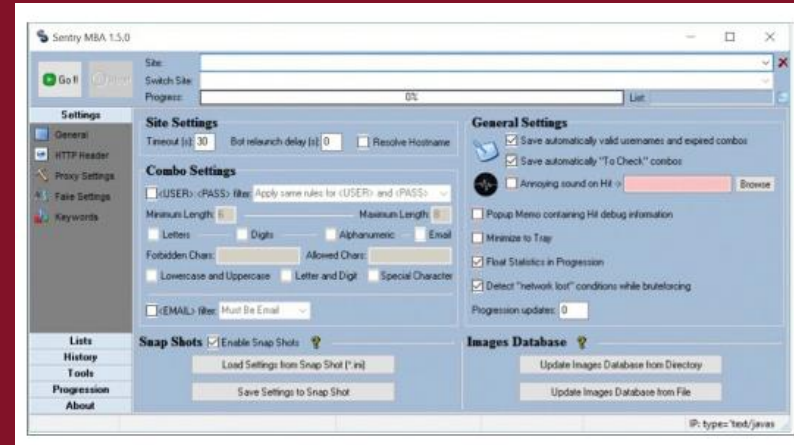 Sentry MBA 1.5.0
Go !!
Site:
Switch Site:
Progress: 0% List:
Settings
General
HTTP Header
Proxy Settings
Fake Settings
Keywords
Lists
History
Tools
Progression
About
Site Settings
Timeout (s): 30 Bot relaunch delay (s): 0 Resolve Hostname
Combo Settings
<USER>:<PASS> filter: Apply same rules for <USER> and <PASS>
Minimum Length: 6 Maximum Length: 8
Letters Digits Alphanumeric Email
Forbidden Chars: Allowed Chars:
Lowercase and Uppercase Letter and Digit Special Character
<EMAIL> filter: Must Be Email
Snap Shots Enable Snap Shots
Load Settings from Snap Shot (*.ini)
Save Settings to Snap Shot
General Settings
Save automatically valid usernames and expired combos
Save automatically "To Check" combos
Annoying sound on Hit -> Browse
Popup Memo containing Hit debug information
Minimize to Tray
Float Statistics in Progression
Detect "network lost" conditions while bruteforcing
Progression updates: 0
Images Database
Update Images Database from Directory
Update Images Database from File
IP: type='text/javas